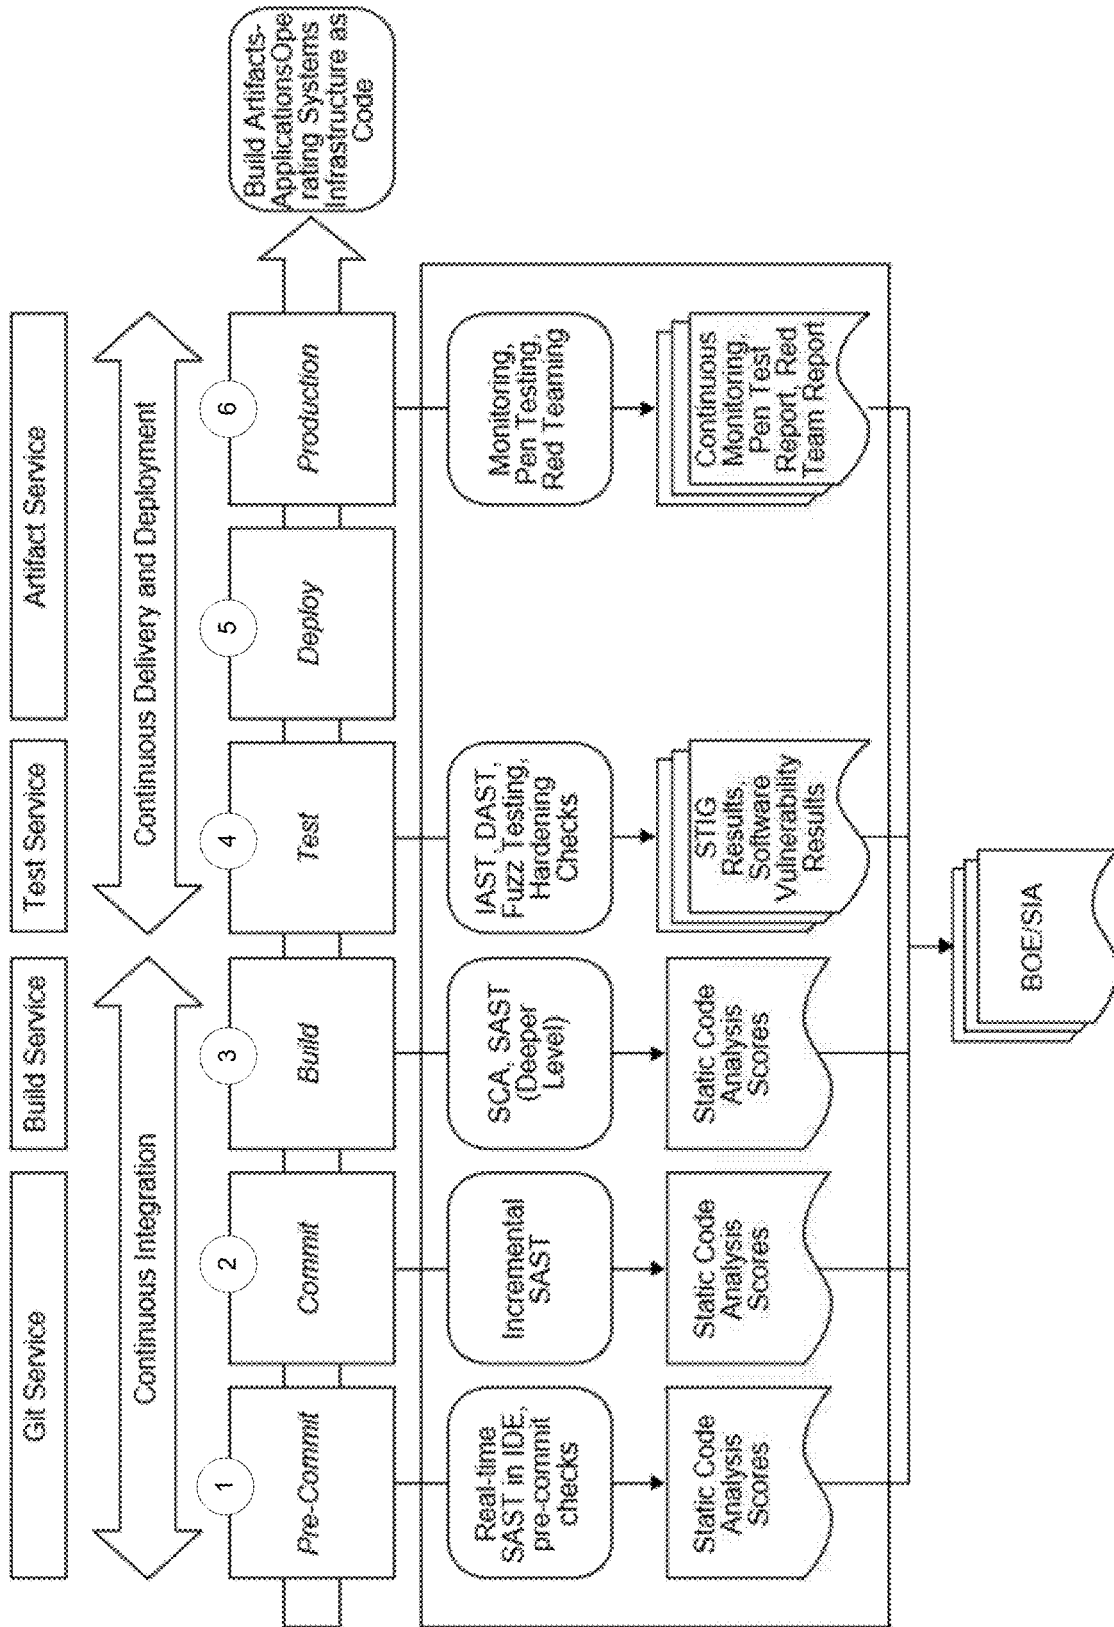 Git Service
Build Service
Test Service
Artifact Service
Continuous Integration
Continuous Delivery and Deployment
1
2
3
4
5
6
Pre-Commit
Commit
Build
Test
Deploy
Production
Build Artifacts-
ApplicationsOpe
rating Systems
Infrastructure as
Code
Real-time
SAST in IDE,
pre-commit
checks
Incremental
SAST
SCA, SAST
(Deeper
Level)
IAST, DAST,
Fuzz Testing,
Hardening
Checks
Monitoring,
Pen Testing,
Red Teaming
Static Code
Analysis
Scores
Static Code
Analysis
Scores
Static Code
Analysis
Scores
STIG
Results,
Software
Vulnerability
Results
Continuous
Monitoring,
Pen Test
Report, Red
Team Report
BOE/SIA